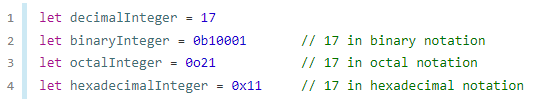 1 let decimalInteger = 17
2 let binaryInteger = 0b10001 // 17 in binary notation
3 let octalInteger = 0o21 // 17 in octal notation
4 let hexadecimalInteger = 0x11 // 17 in hexadecimal notation